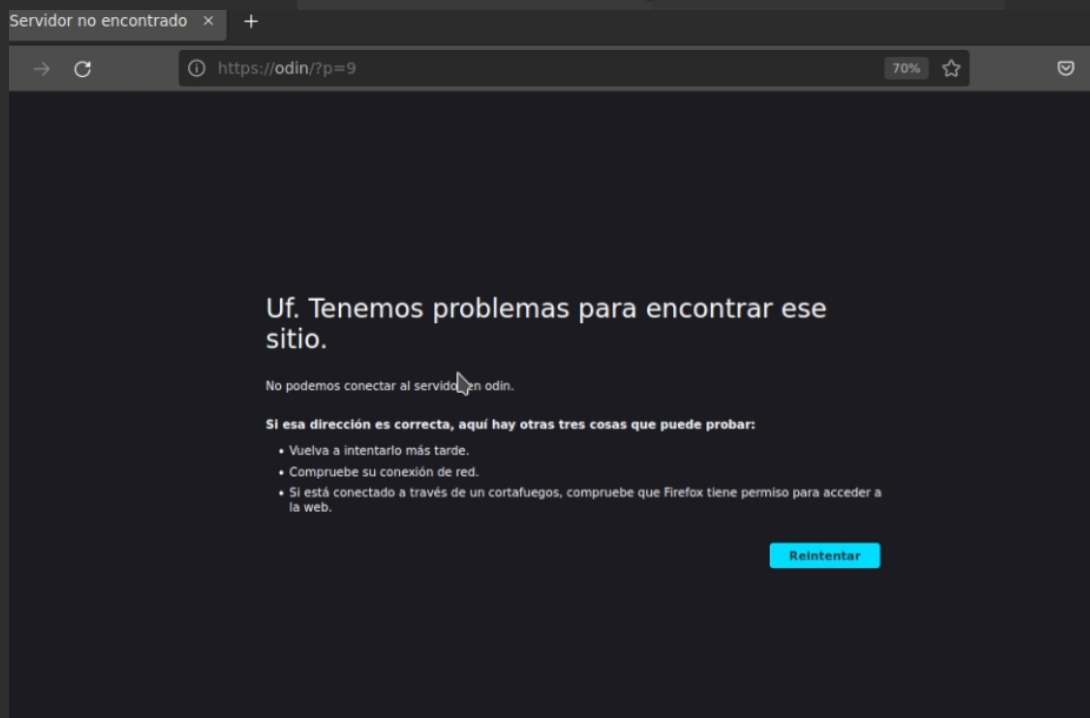 Servidor no encontrado
https://odin/?p=9
70%
Uf. Tenemos problemas para encontrar ese
sitio.
No podemos conectar al servidor en odin.
Si esa dirección es correcta, aquí hay otras tres cosas que puede probar:
• Vuelva a intentarlo más tarde.
• Compruebe su conexión de red.
• Si está conectado a través de un cortafuegos, compruebe que Firefox tiene permiso para acceder a
la web.
Reintentar